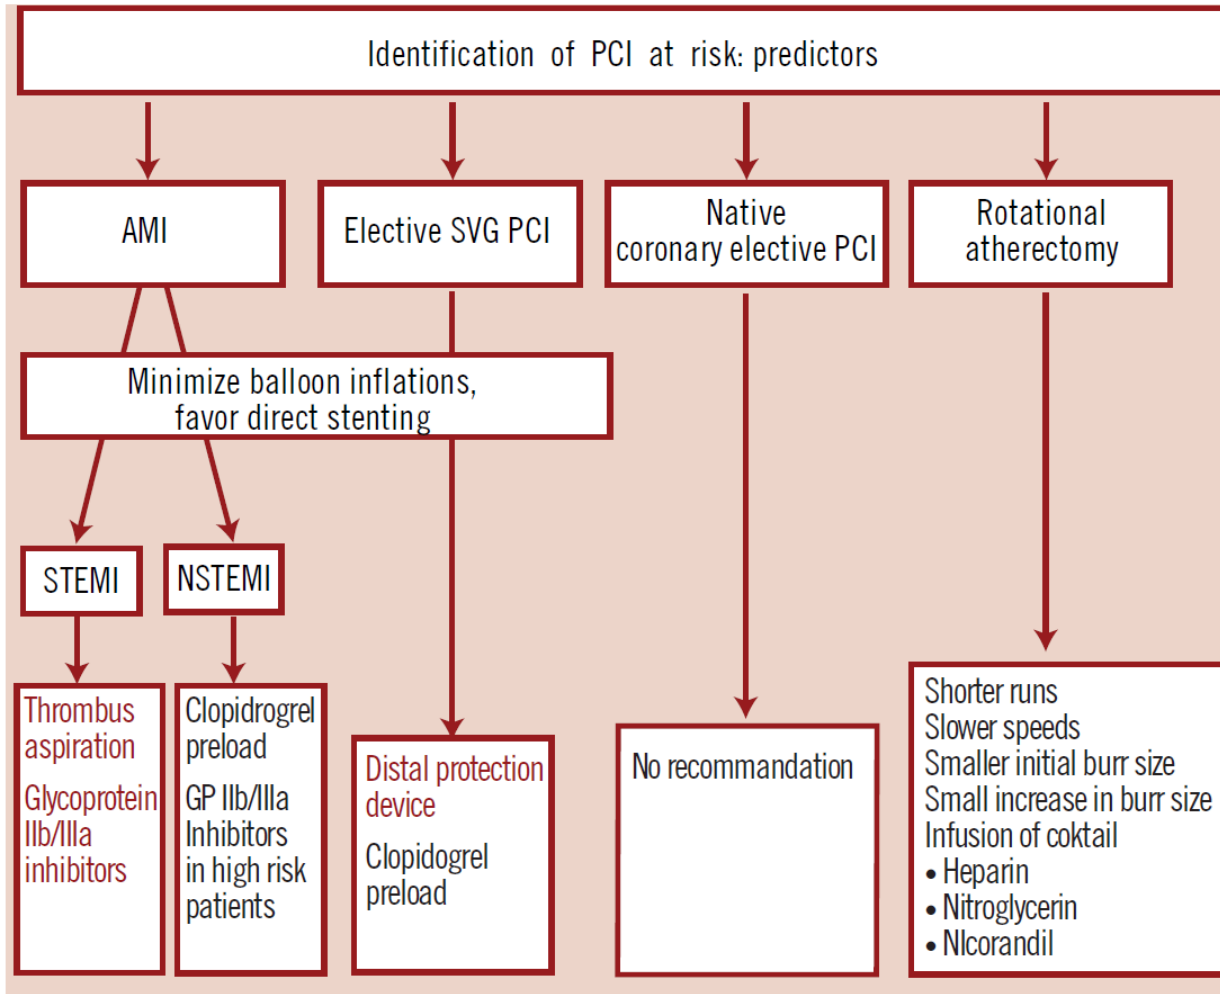 Identification of PCI at risk: predictors
AMI
Elective SVG PCI
Native
coronary elective PCI
Rotational
atherectomy
Minimize balloon inflations,
favor direct stenting
STEMI
NSTEMI
Thrombus
aspiration
Glycoprotein
IIb/IIIa
inhibitors
Clopidrogrel
preload
GP IIb/IIIa
Inhibitors
in high risk
patients
Distal protection
device
Clopidogrel
preload
No recommandation
Shorter runs
Slower speeds
Smaller initial burr size
Small increase in burr size
Infusion of coktail
• Heparin
• Nitroglycerin
• NIcorandil